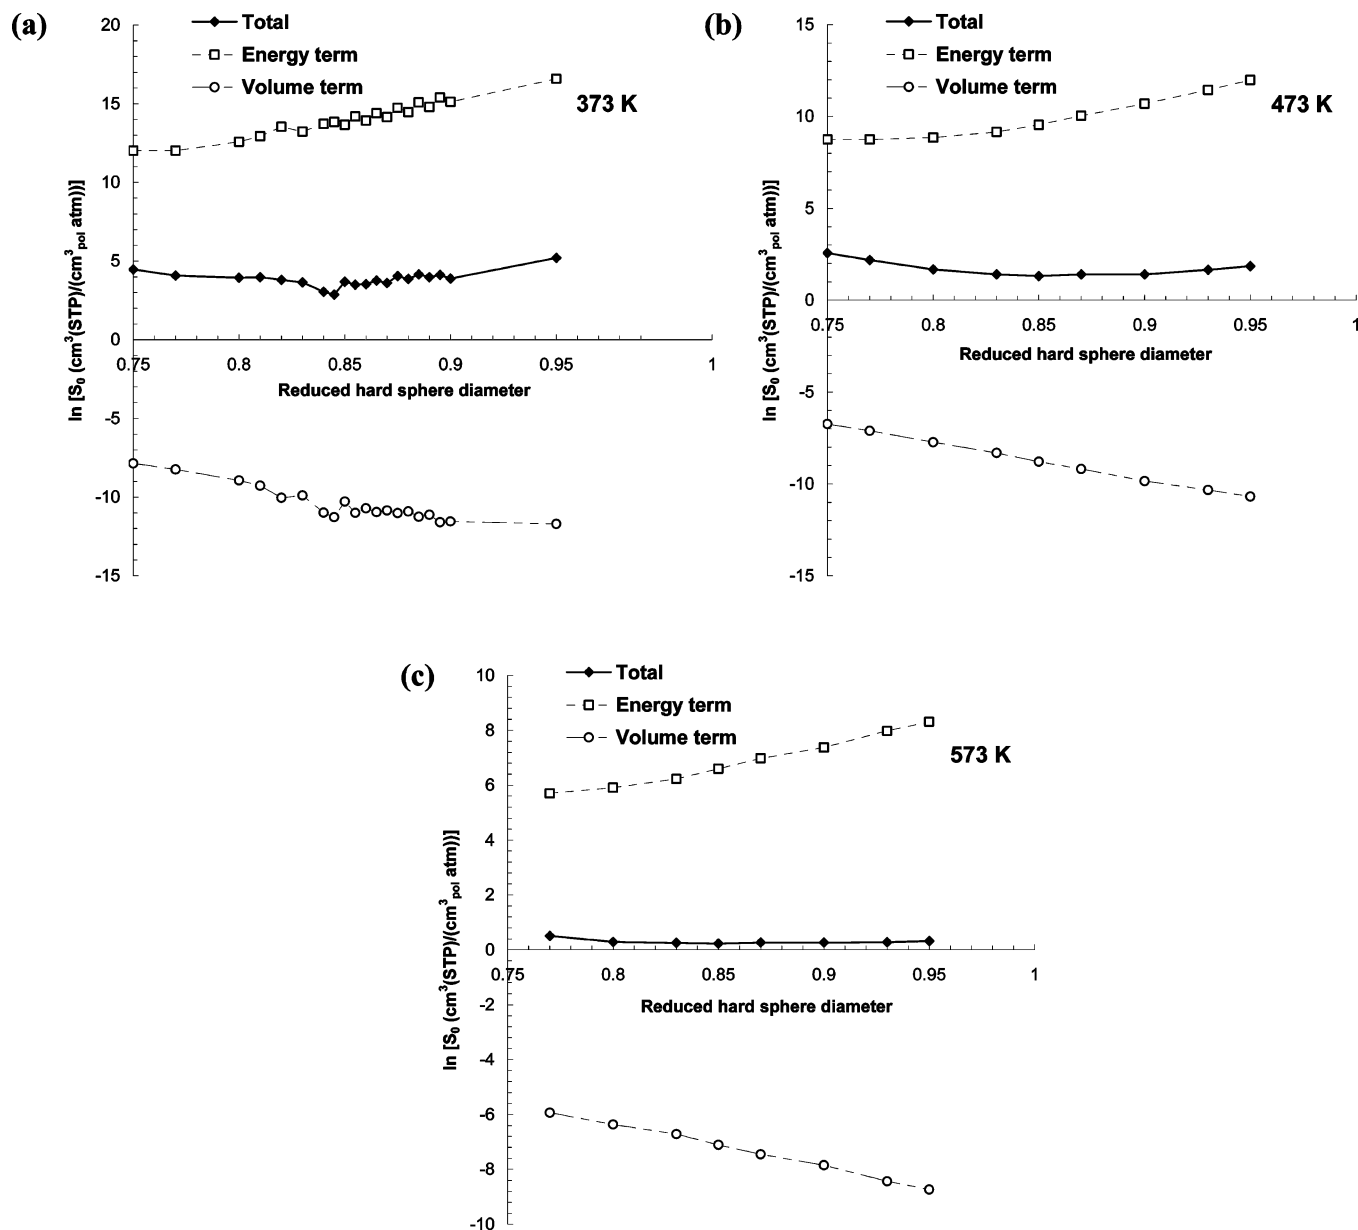 (a)
Total
Energy term
Volume term
373 K
20
15
10
5
0
-5
-10
-15
0.75
0.8
0.85
0.9
0.95
1
Reduced hard sphere diameter
ln [S0 (cm3(STP)/(cm3pol atm))]
(b)
Total
Energy term
Volume term
473 K
15
10
5
0
-5
-10
-15
0.75
0.8
0.85
0.9
0.95
1
Reduced hard sphere diameter
ln [S0 (cm3(STP)/(cm3pol atm))]
(c)
Total
Energy term
Volume term
573 K
10
8
6
4
2
0
-2
-4
-6
-8
-10
0.75
0.8
0.85
0.9
0.95
1
Reduced hard sphere diameter
ln [S0 (cm3(STP)/(cm3pol atm))]